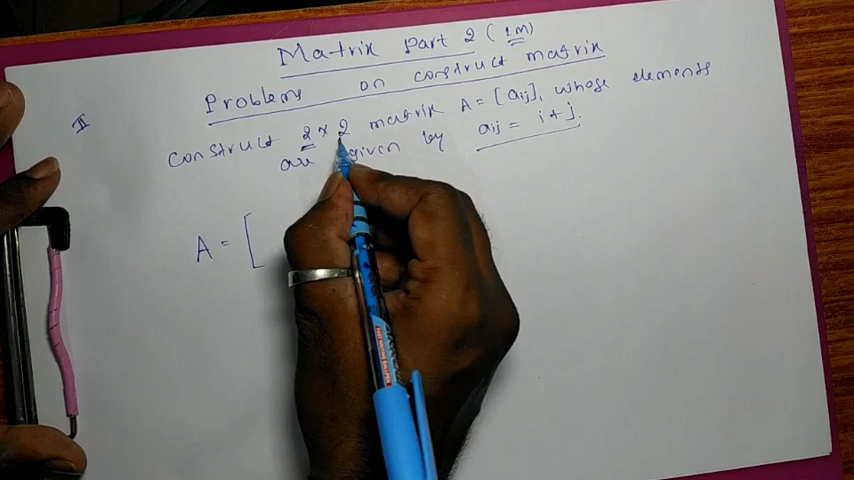 Matrix Part 2 (1M)
Problems on construct matrix
II
Construct 2 x 2 matrix A = [aij], whose elements
are given by aij = i + j.
A = [